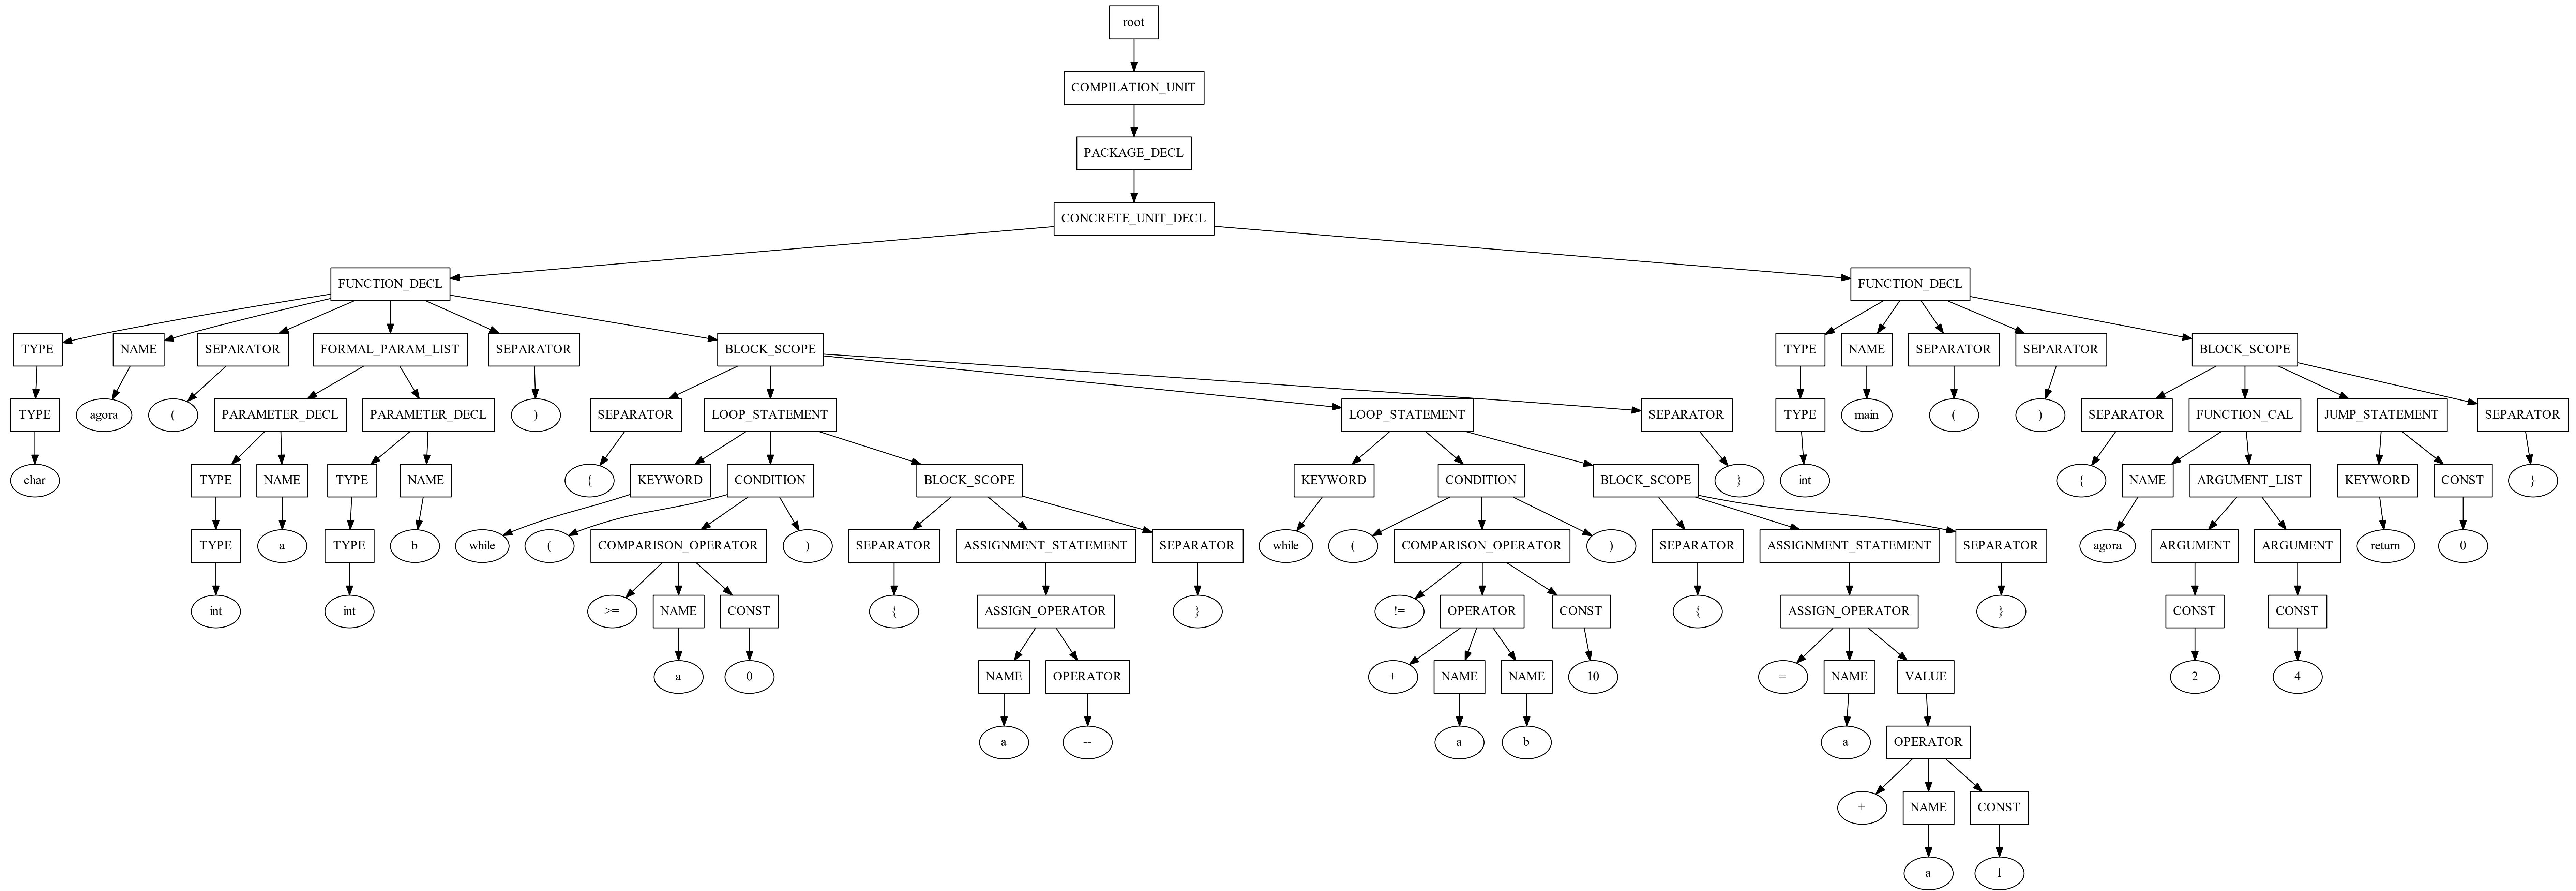 root
COMPILATION_UNIT
PACKAGE_DECL
CONCRETE_UNIT_DECL
FUNCTION_DECL FUNCTION_DECL
TYPE NAME SEPARATOR FORMAL_PARAM_LIST SEPARATOR BLOCK_SCOPE TYPE NAME SEPARATOR SEPARATOR BLOCK_SCOPE
TYPE agora ( PARAMETER_DECL PARAMETER_DECL ) SEPARATOR LOOP_STATEMENT LOOP_STATEMENT SEPARATOR TYPE main ( ) SEPARATOR FUNCTION_CAL JUMP_STATEMENT SEPARATOR
char TYPE NAME TYPE NAME { KEYWORD CONDITION BLOCK_SCOPE KEYWORD CONDITION BLOCK_SCOPE } int { NAME ARGUMENT_LIST KEYWORD CONST }
TYPE a TYPE b while ( COMPARISON_OPERATOR ) SEPARATOR ASSIGNMENT_STATEMENT SEPARATOR while ( COMPARISON_OPERATOR ) SEPARATOR ASSIGNMENT_STATEMENT SEPARATOR agora ARGUMENT ARGUMENT return 0
int int >= NAME CONST { ASSIGN_OPERATOR } != OPERATOR CONST { ASSIGN_OPERATOR } CONST CONST
a 0 NAME OPERATOR + NAME NAME 10 = NAME VALUE 2 4
a -- a b a OPERATOR
+ NAME CONST
a 1